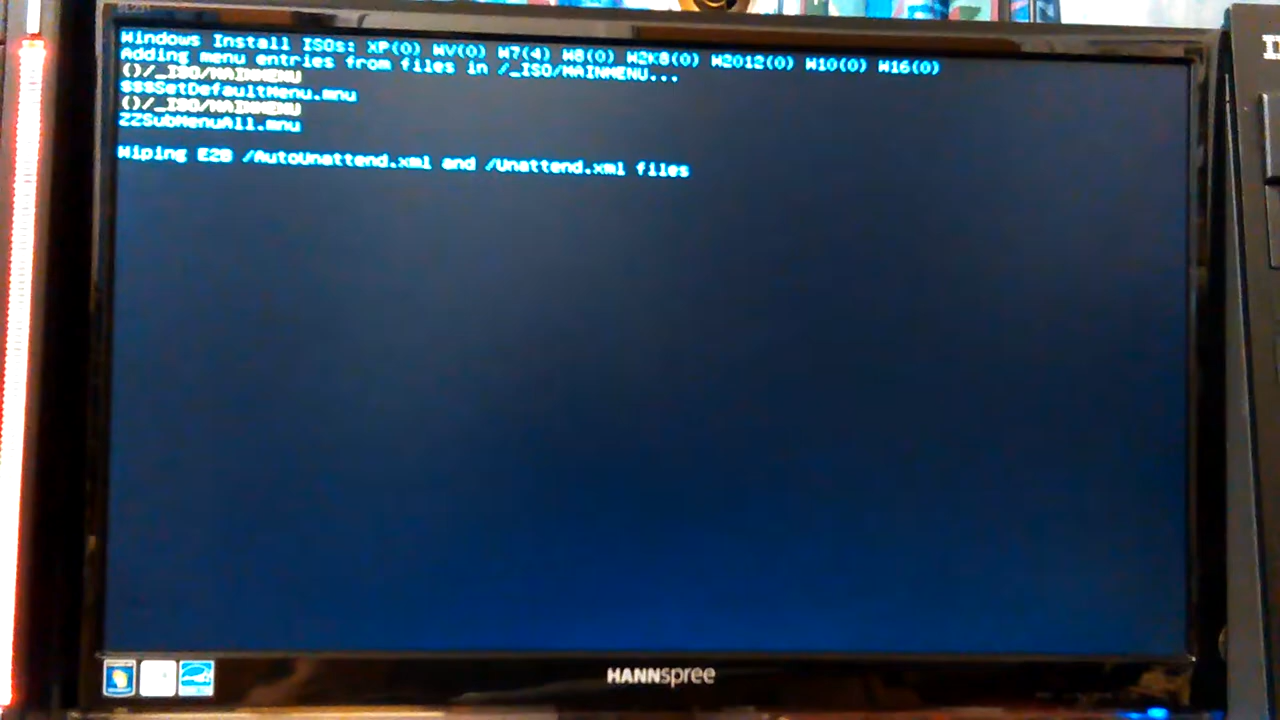 Windows Install ISOs: XP(0) WV(0) W7(4) W8(0) W2K8(0) W2012(0) W10(0) W16(0)
Adding menu entries from files in /_ISO/MAINMENU...
()/_ISO/MAINMENU
$$$SetDefaultMenu.mnu
()/_ISO/MAINMENU
ZZSubMenuAll.mnu
Wiping E2B /AutoUnattend.xml and /Unattend.xml files
HANNspree